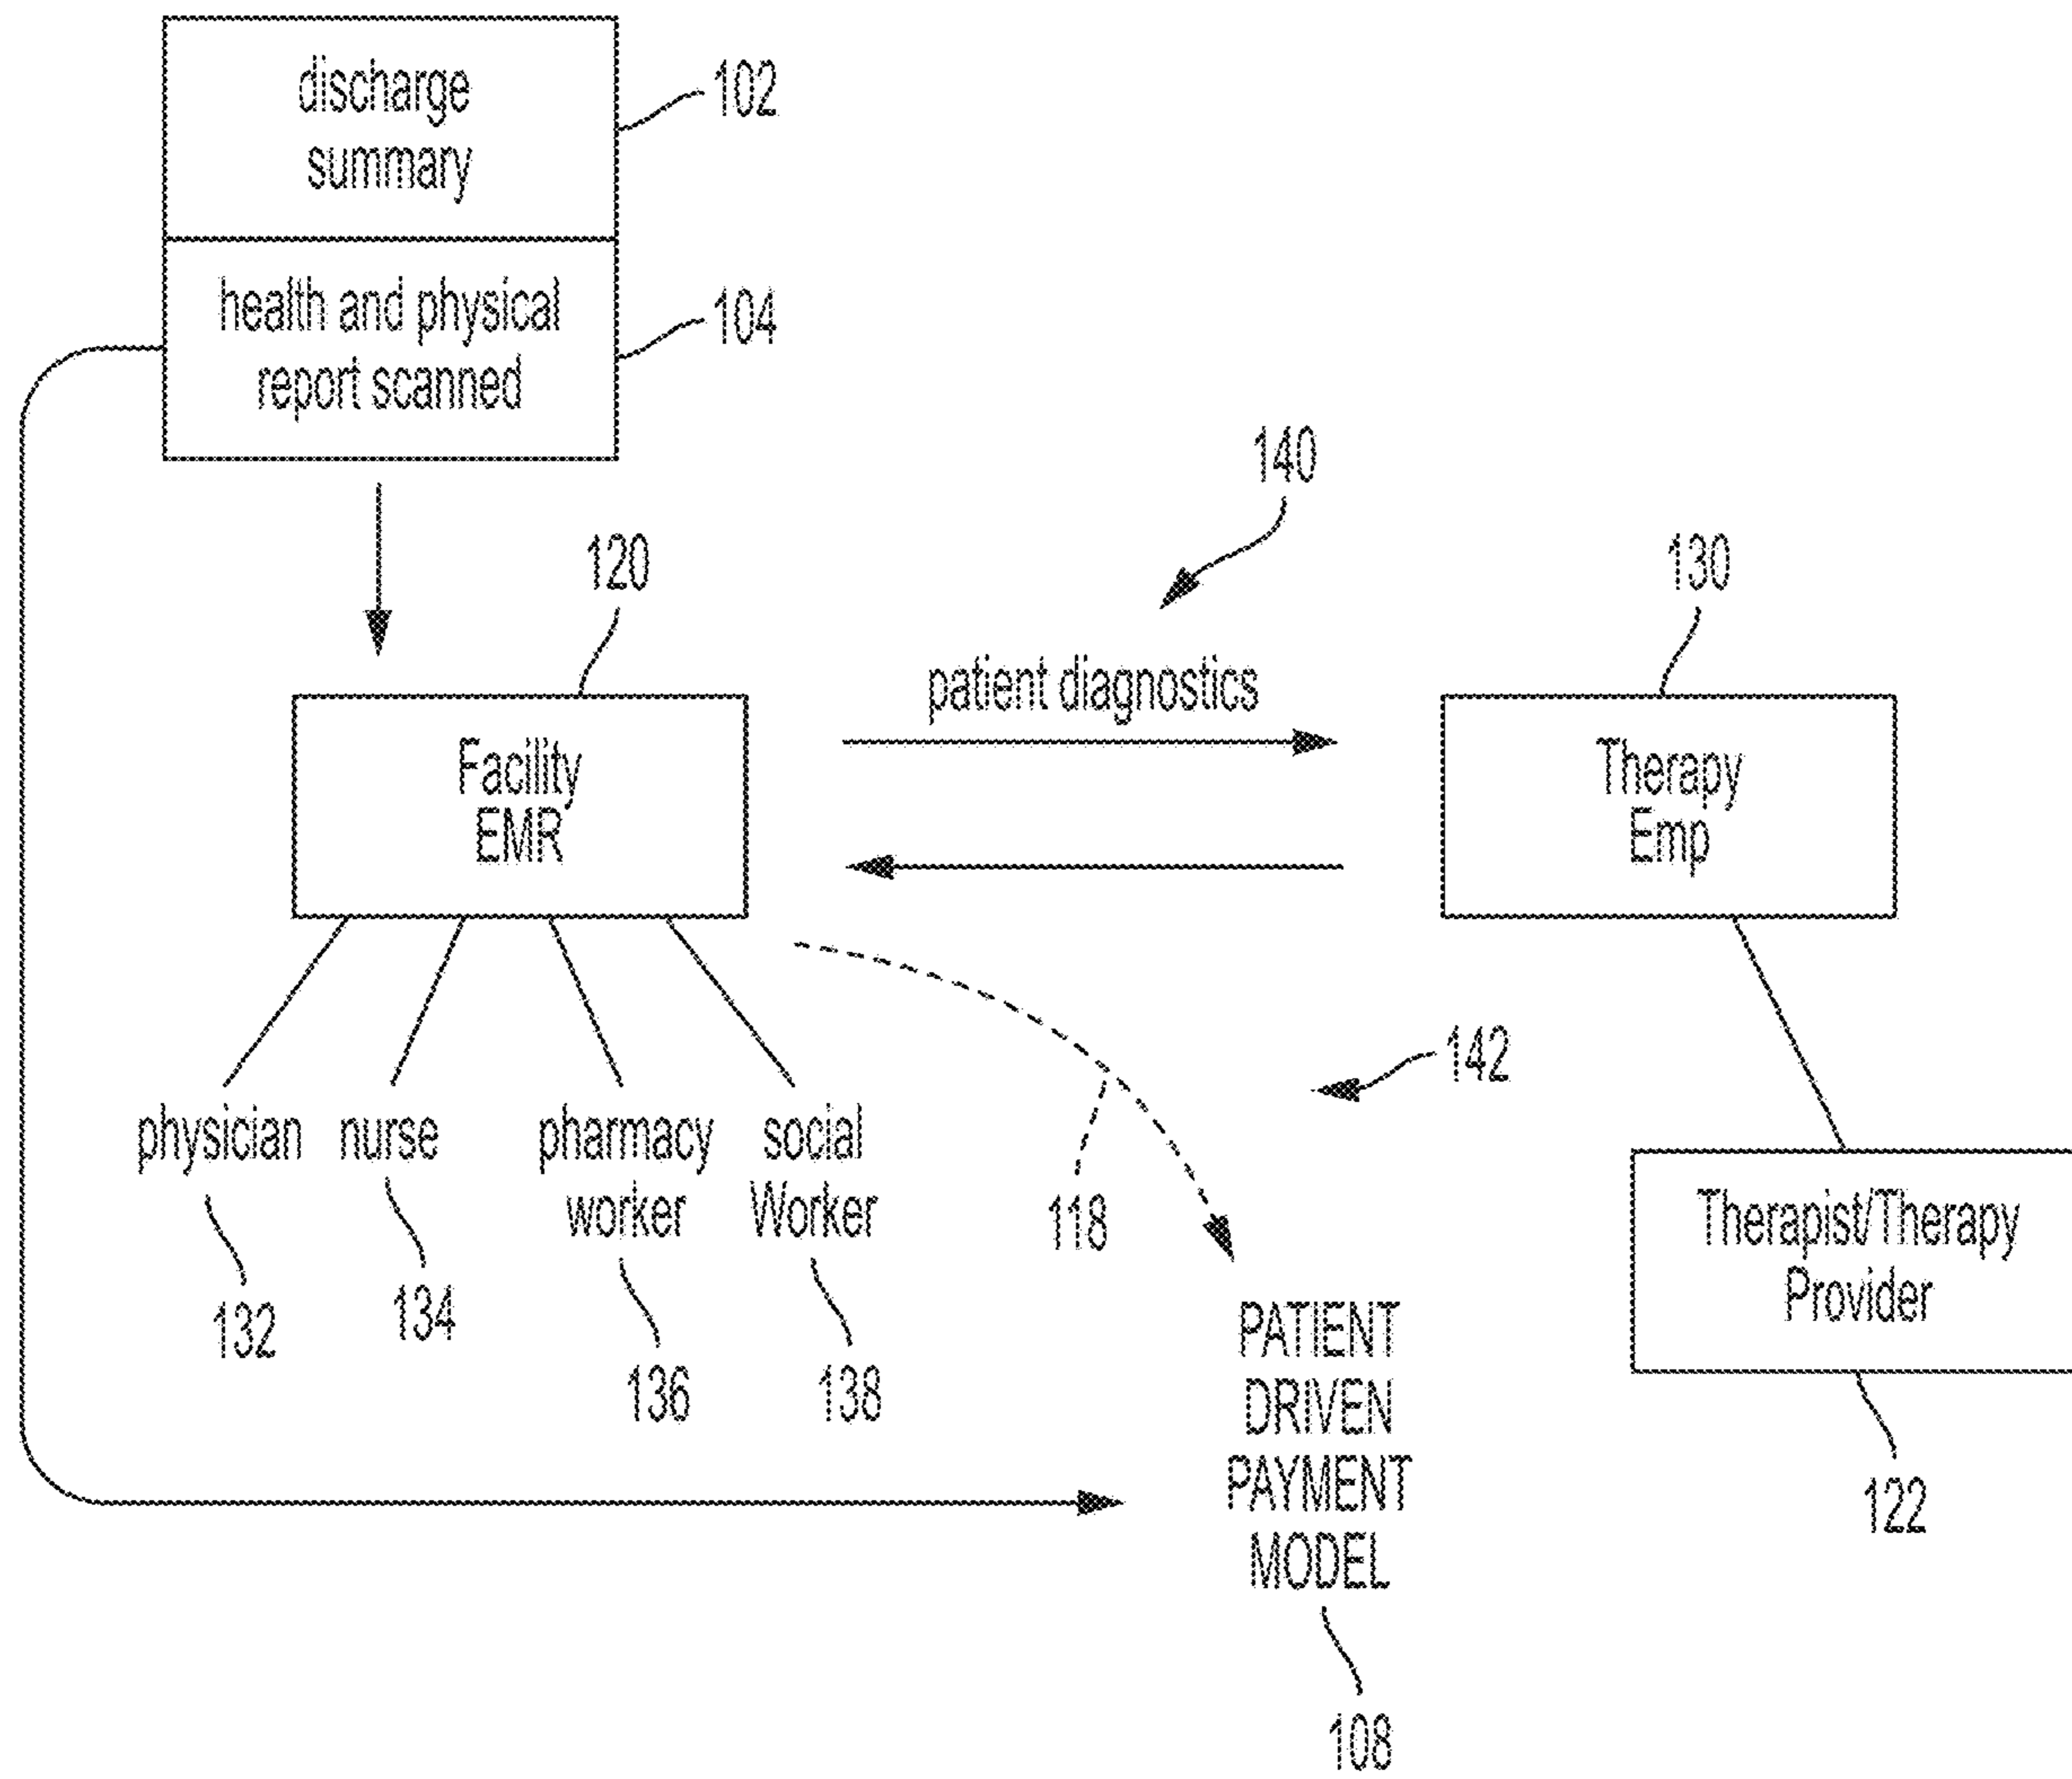 discharge
summary
102
health and physical
report scanned
104
140
120
130
patient diagnostics
Facility
EMR
Therapy
Emp
142
physician
nurse
pharmacy
worker
social
Worker
118
132
134
136
138
Therapist/Therapy
Provider
122
PATIENT
DRIVEN
PAYMENT
MODEL
108